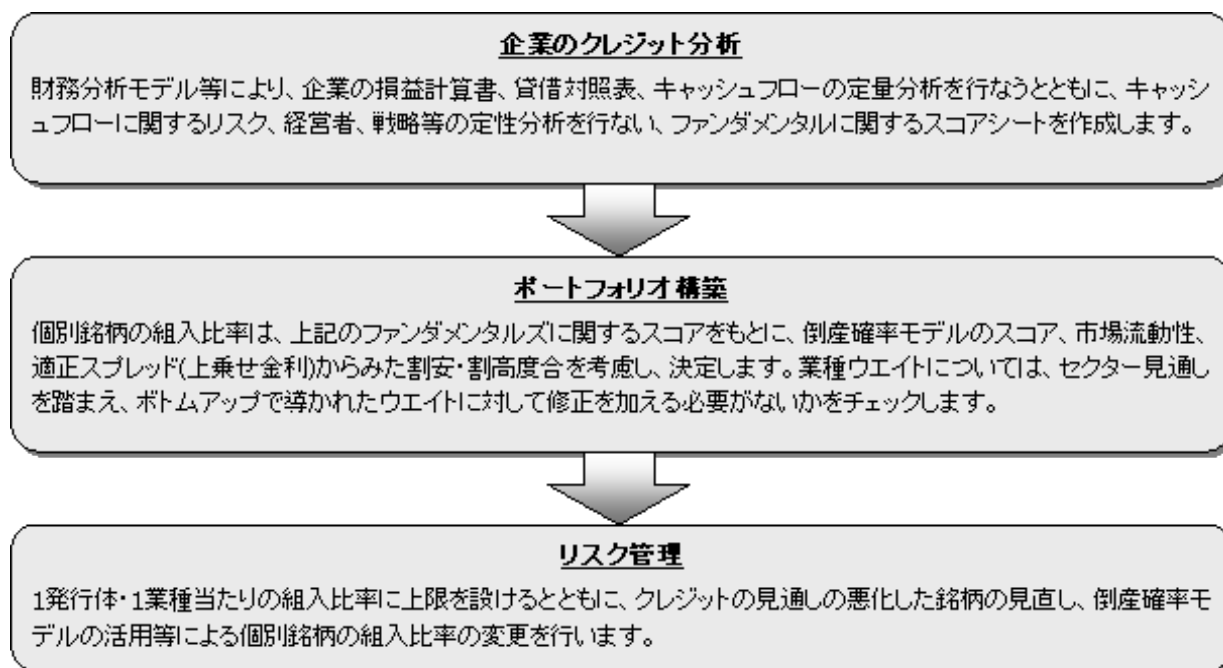 企業のクレジット分析
財務分析モデル等により、企業の損益計算書、貸借対照表、キャッシュフローの定量分析を行なうとともに、キャッシ
ュフローに関するリスク、経営者、戦略等の定性分析を行ない、ファンダメンタルに関するスコアシートを作成します。
ポートフォリオ構築
個別銘柄の組入比率は、上記のファンダメンタルズに関するスコアをもとに、倒産確率モデルのスコア、市場流動性、
適正スプレッド(上乗せ金利)からみた割安・割高度合を考慮し、決定します。業種ウエイトについては、セクター見通し
を踏まえ、ボトムアップで導かれたウエイトに対して修正を加える必要がないかをチェックします。
リスク管理
1発行体・1業種当たりの組入比率に上限を設けるとともに、クレジットの見通しの悪化した銘柄の見直し、倒産確率モ
デルの活用等による個別銘柄の組入比率の変更を行います。